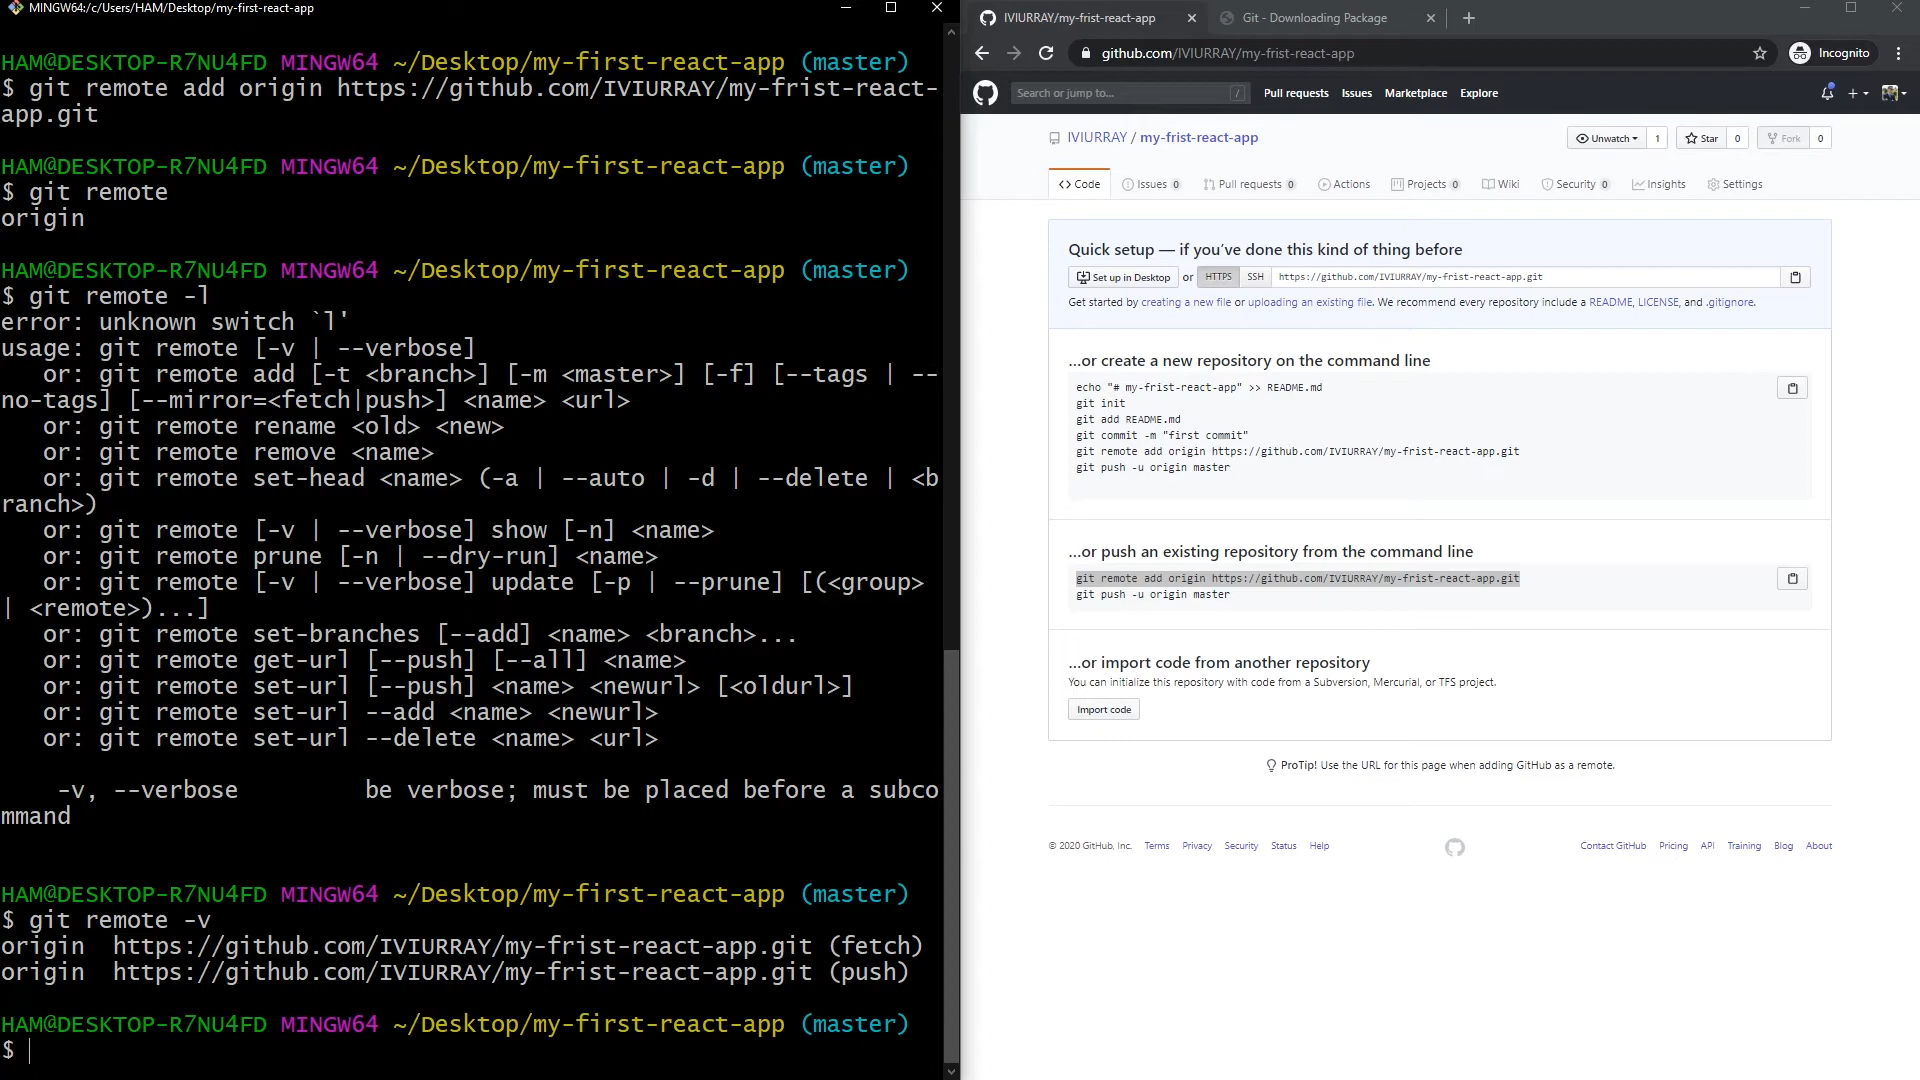 MINGW64:/c/Users/HAM/Desktop/my-first-react-app
HAM@DESKTOP-R7NU4FD MINGW64 ~/Desktop/my-first-react-app (master)
$ git remote add origin https://github.com/IVIURRAY/my-frist-react-
app.git
HAM@DESKTOP-R7NU4FD MINGW64 ~/Desktop/my-first-react-app (master)
$ git remote
origin
HAM@DESKTOP-R7NU4FD MINGW64 ~/Desktop/my-first-react-app (master)
$ git remote -l
error: unknown switch `l'
usage: git remote [-v | --verbose]
or: git remote add [-t <branch>] [-m <master>] [-f] [--tags | --
no-tags] [--mirror=<fetch|push>] <name> <url>
or: git remote rename <old> <new>
or: git remote remove <name>
or: git remote set-head <name> (-a | --auto | -d | --delete | <b
ranch>)
or: git remote [-v | --verbose] show [-n] <name>
or: git remote prune [-n | --dry-run] <name>
or: git remote [-v | --verbose] update [-p | --prune] [(<group>
| <remote>)...]
or: git remote set-branches [--add] <name> <branch>...
or: git remote get-url [--push] [--all] <name>
or: git remote set-url [--push] <name> <newurl> [<oldurl>]
or: git remote set-url --add <name> <newurl>
or: git remote set-url --delete <name> <url>
-v, --verbose be verbose; must be placed before a subco
mmand
HAM@DESKTOP-R7NU4FD MINGW64 ~/Desktop/my-first-react-app (master)
$ git remote -v
origin https://github.com/IVIURRAY/my-frist-react-app.git (fetch)
origin https://github.com/IVIURRAY/my-frist-react-app.git (push)
HAM@DESKTOP-R7NU4FD MINGW64 ~/Desktop/my-first-react-app (master)
$
IVIURRAY/my-frist-react-app Git - Downloading Package
github.com/IVIURRAY/my-frist-react-app Incognito
Search or jump to... / Pull requests Issues Marketplace Explore
IVIURRAY / my-frist-react-app Unwatch 1 Star 0 Fork 0
Code Issues 0 Pull requests 0 Actions Projects 0 Wiki Security 0 Insights Settings
Quick setup — if you’ve done this kind of thing before
Set up in Desktop or HTTPS SSH https://github.com/IVIURRAY/my-frist-react-app.git
Get started by creating a new file or uploading an existing file. We recommend every repository include a README, LICENSE, and .gitignore.
…or create a new repository on the command line
echo "# my-frist-react-app" >> README.md
git init
git add README.md
git commit -m "first commit"
git remote add origin https://github.com/IVIURRAY/my-frist-react-app.git
git push -u origin master
…or push an existing repository from the command line
git remote add origin https://github.com/IVIURRAY/my-frist-react-app.git
git push -u origin master
…or import code from another repository
You can initialize this repository with code from a Subversion, Mercurial, or TFS project.
Import code
ProTip! Use the URL for this page when adding GitHub as a remote.
© 2020 GitHub, Inc. Terms Privacy Security Status Help Contact GitHub Pricing API Training Blog About